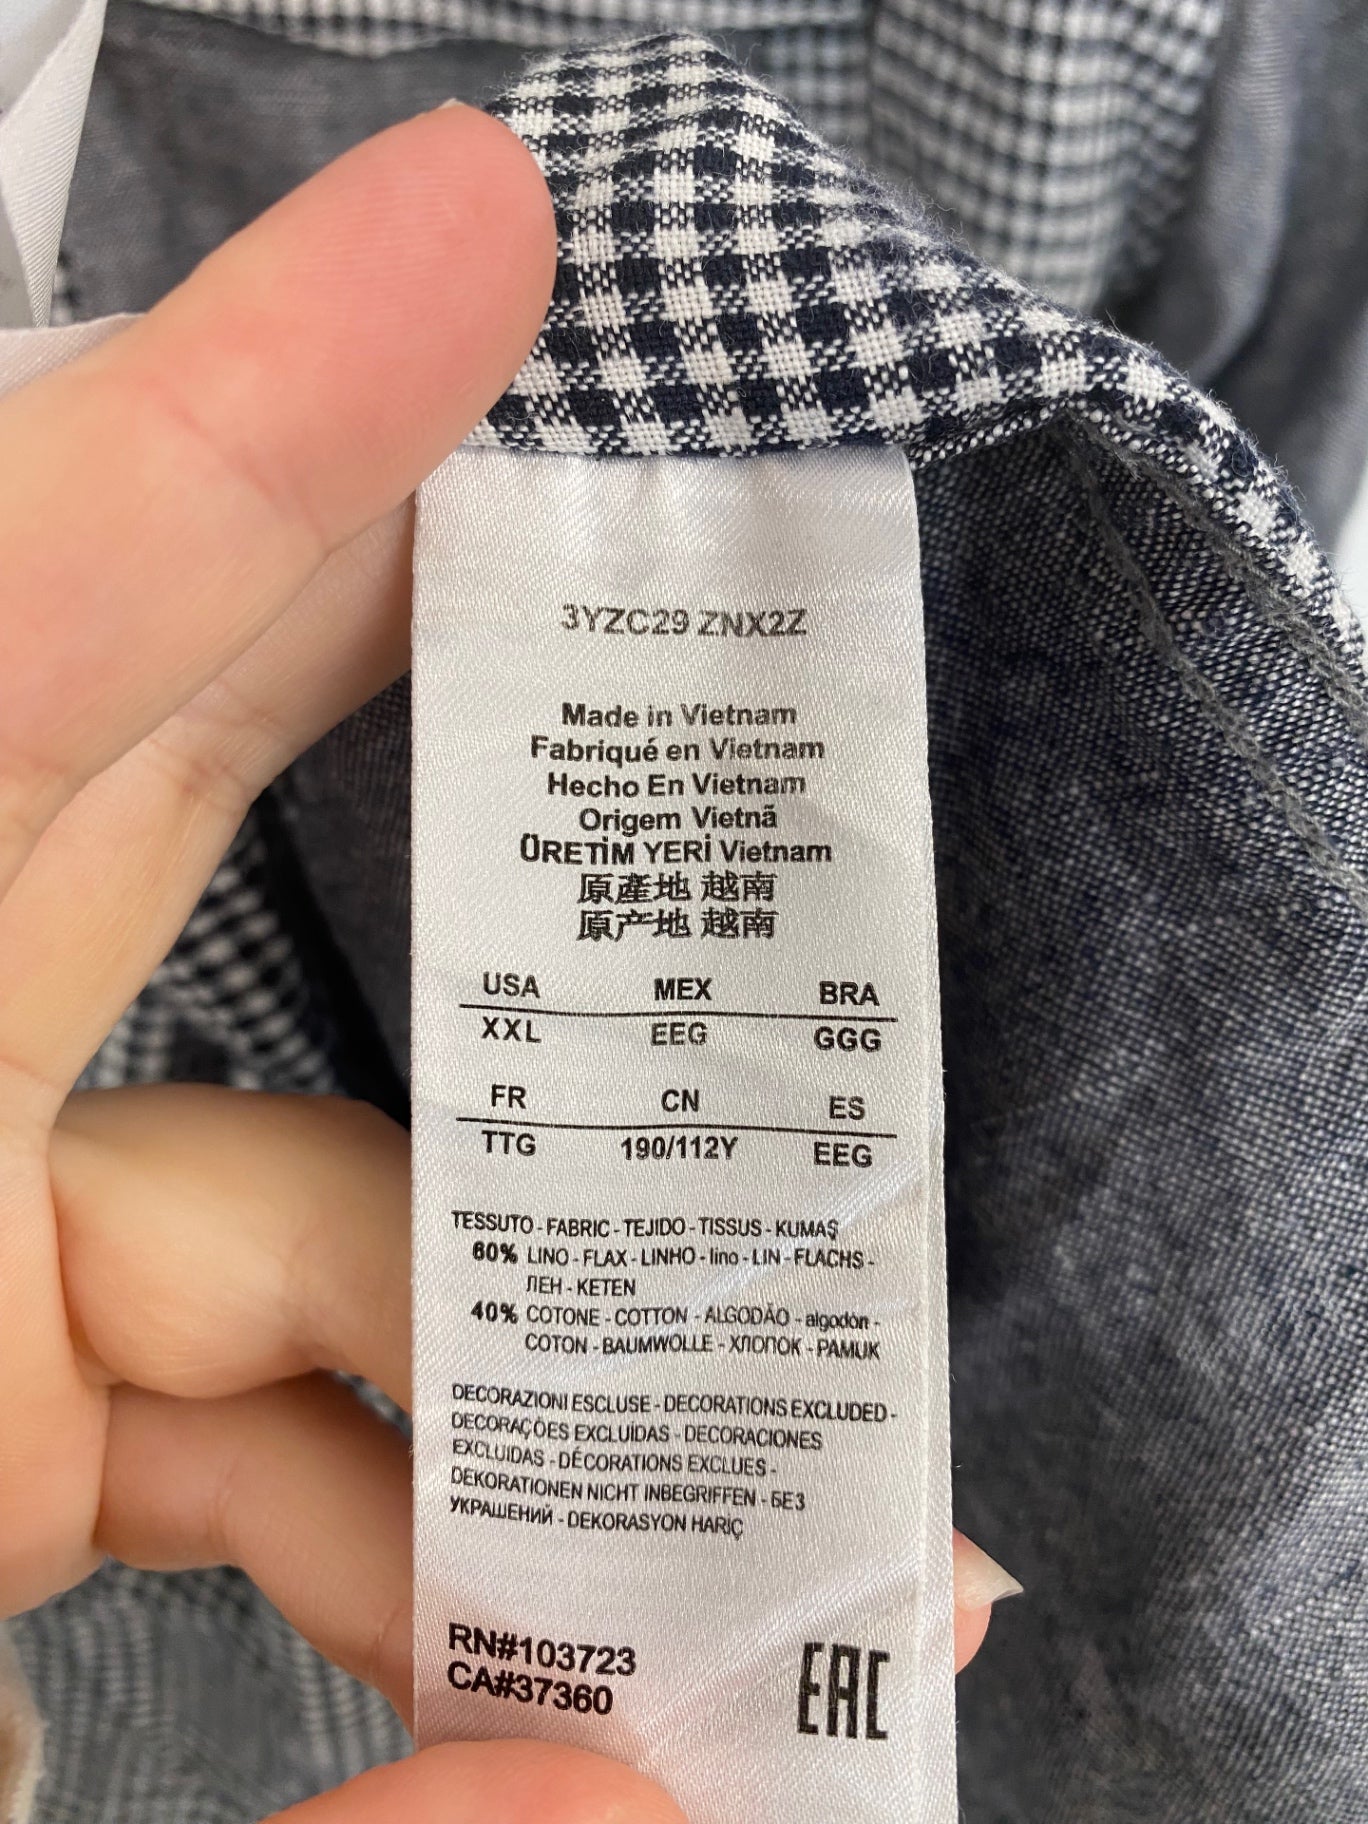 3YZC29 ZNX2Z
Made in Vietnam
Fabriqué en Vietnam
Hecho En Vietnam
Origem Vietnã
ÜRETİM YERİ Vietnam
原產地 越南
原产地 越南
USA MEX BRA
XXL EEG GGG
FR CN ES
TTG 190/112Y EEG
TESSUTO - FABRIC - TEJIDO - TISSUS - KUMAŞ
60% LINO - FLAX - LINHO - lino - LIN - FLACHS -
ЛЕН - KETEN
40% COTONE - COTTON - ALGODÃO - algodón -
COTON - BAUMWOLLE - ХЛОПОК - PAMUK
DECORAZIONI ESCLUSE - DECORATIONS EXCLUDED -
DECORAÇÕES EXCLUÍDAS - DECORACIONES
EXCLUIDAS - DÉCORATIONS EXCLUES -
DEKORATIONEN NICHT INBEGRIFFEN - БЕЗ
УКРАШЕНИЙ - DEKORASYON HARİÇ
RN#103723
CA#37360
EAC